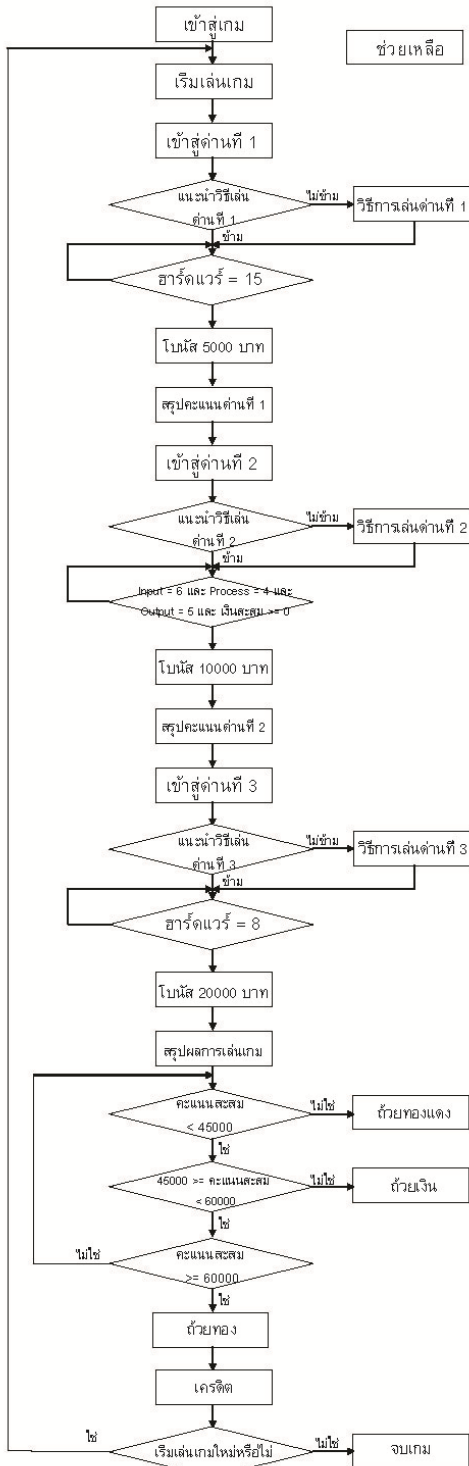 เข้าสู่เกม
ช่วยเหลือ
เริ่มเล่นเกม
เข้าสู่ด่านที่ 1
แนะนำวิธีเล่น
ด่านที่ 1
ไม่ข้าม
วิธีการเล่นด่านที่ 1
ข้าม
ฮาร์ดแวร์ = 15
โบนัส 5000 บาท
สรุปคะแนนด่านที่ 1
เข้าสู่ด่านที่ 2
แนะนำวิธีเล่น
ด่านที่ 2
ไม่ข้าม
วิธีการเล่นด่านที่ 2
ข้าม
Input = 6 และ Process = 4 และ
Output = 5 และ เงินสะสม >= 0
โบนัส 10000 บาท
สรุปคะแนนด่านที่ 2
เข้าสู่ด่านที่ 3
แนะนำวิธีเล่น
ด่านที่ 3
ไม่ข้าม
วิธีการเล่นด่านที่ 3
ข้าม
ฮาร์ดแวร์ = 8
โบนัส 20000 บาท
สรุปผลการเล่นเกม
คะแนนสะสม
< 45000
ไม่ใช่
ถ้วยทองแดง
ใช่
45000 >= คะแนนสะสม
< 60000
ไม่ใช่
ถ้วยเงิน
ใช่
ไม่ใช่
คะแนนสะสม
>= 60000
ใช่
ถ้วยทอง
เครดิต
ใช่
เริ่มเล่นเกมใหม่หรือไม่
ไม่ใช่
จบเกม